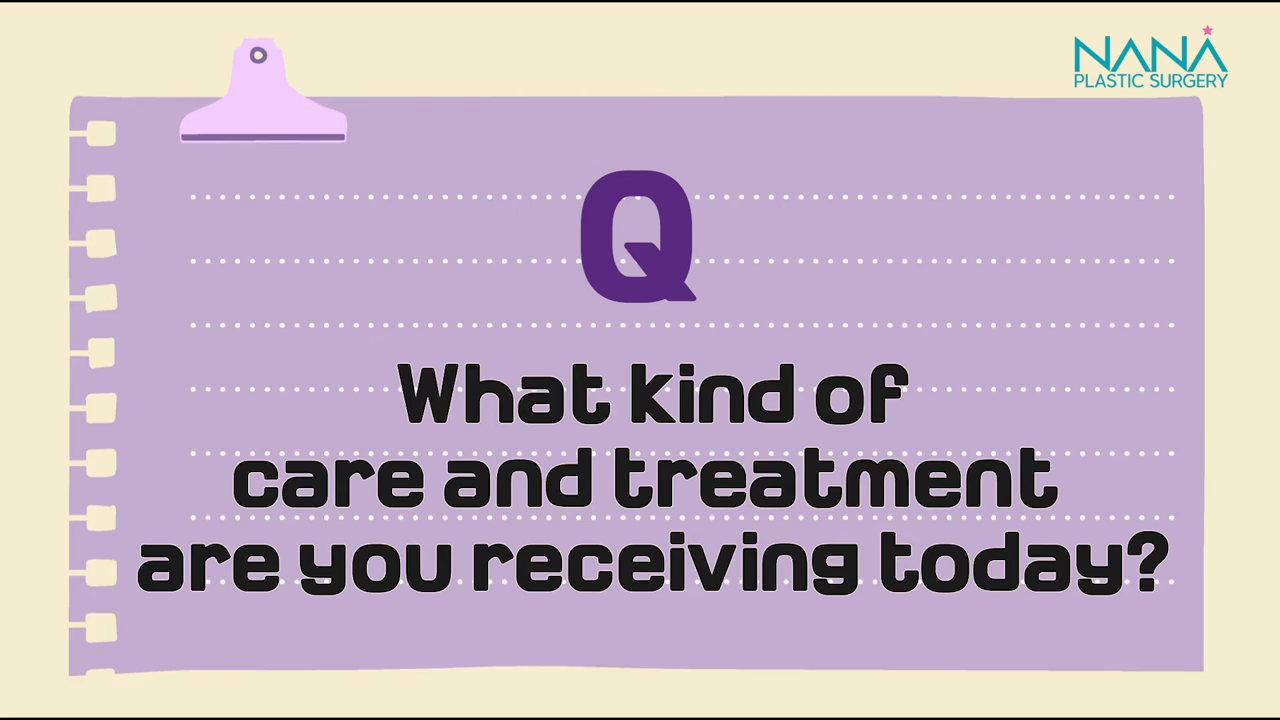 NANA
PLASTIC SURGERY
Q
What kind of
care and treatment
are you receiving today?